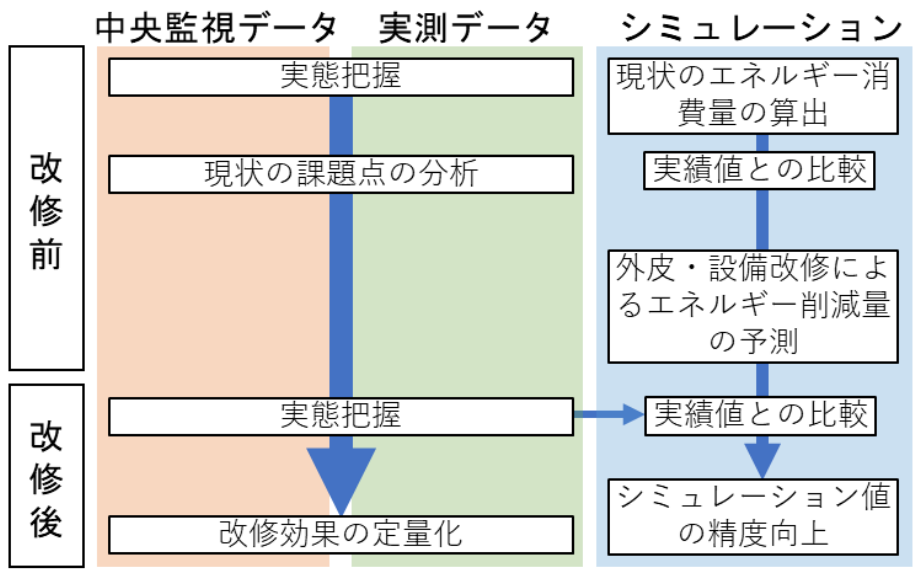 中央監視データ
実測データ
シミュレーション
改修前
実態把握
現状の課題点の分析
現状のエネルギー消
費量の算出
実績値との比較
外皮・設備改修によ
るエネルギー削減量
の予測
改修後
実態把握
改修効果の定量化
実績値との比較
シミュレーション値
の精度向上